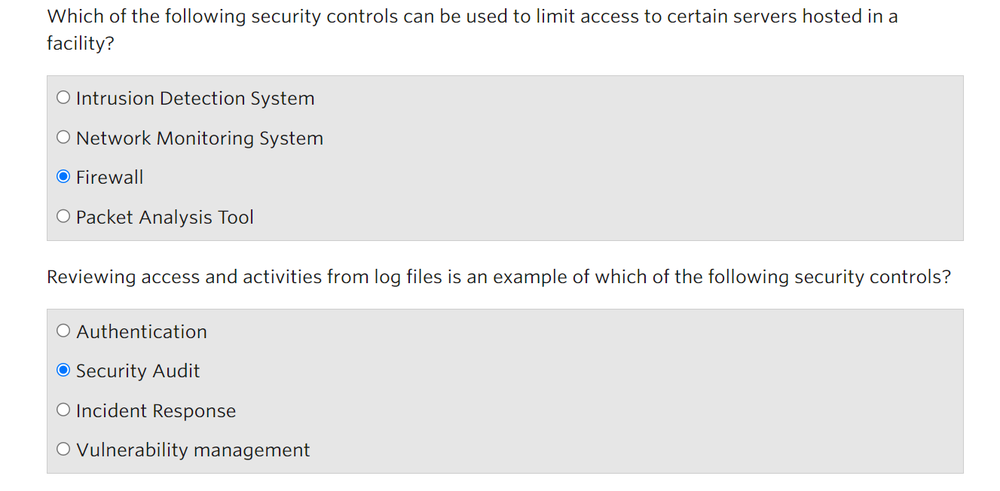 Which of the following security controls can be used to limit access to certain servers hosted in a
facility?
Intrusion Detection System
Network Monitoring System
Firewall
Packet Analysis Tool
Reviewing access and activities from log files is an example of which of the following security controls?
Authentication
Security Audit
Incident Response
Vulnerability management